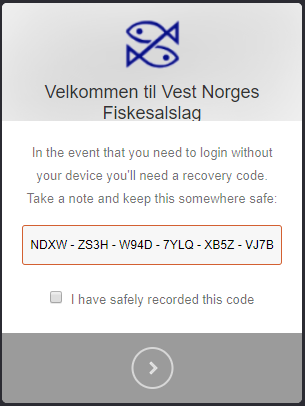 Velkommen til Vest Norges
Fiskesalslag
In the event that you need to login without
your device you'll need a recovery code.
Take a note and keep this somewhere safe:
NDXW - ZS3H - W94D - 7YLQ - XB5Z - VJ7B
I have safely recorded this code